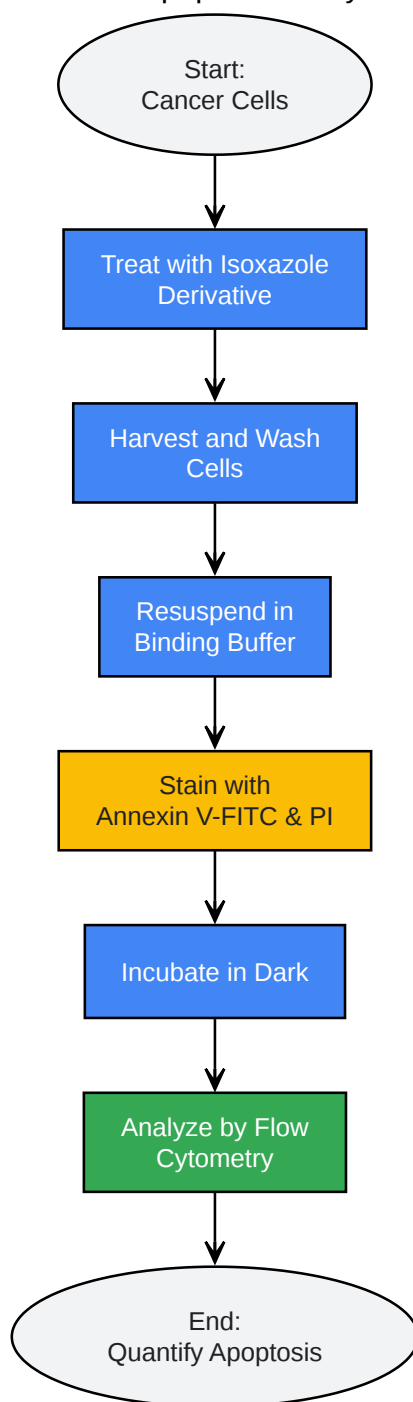 Start:
Cancer Cells
Treat with Isoxazole
Derivative
Harvest and Wash
Cells
Resuspend in
Binding Buffer
Stain with
Annexin V-FITC & PI
Incubate in Dark
Analyze by Flow
Cytometry
End:
Quantify Apoptosis